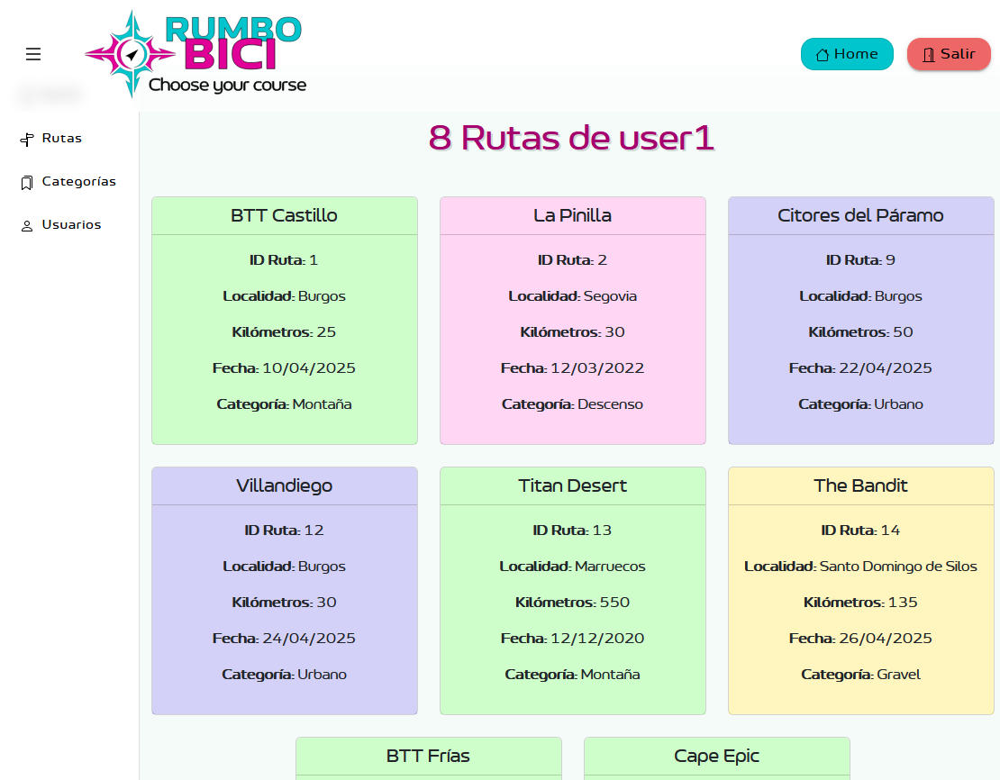 RUMBO
BICI
Choose your course
Home
Salir
Rutas
Categorías
Usuarios
8 Rutas de user1
BTT Castillo
ID Ruta: 1
Localidad: Burgos
Kilómetros: 25
Fecha: 10/04/2025
Categoría: Montaña
La Pinilla
ID Ruta: 2
Localidad: Segovia
Kilómetros: 30
Fecha: 12/03/2022
Categoría: Descenso
Citores del Páramo
ID Ruta: 9
Localidad: Burgos
Kilómetros: 50
Fecha: 22/04/2025
Categoría: Urbano
Villandiego
ID Ruta: 12
Localidad: Burgos
Kilómetros: 30
Fecha: 24/04/2025
Categoría: Urbano
Titan Desert
ID Ruta: 13
Localidad: Marruecos
Kilómetros: 550
Fecha: 12/12/2020
Categoría: Montaña
The Bandit
ID Ruta: 14
Localidad: Santo Domingo de Silos
Kilómetros: 135
Fecha: 26/04/2025
Categoría: Gravel
BTT Frías
Cape Epic